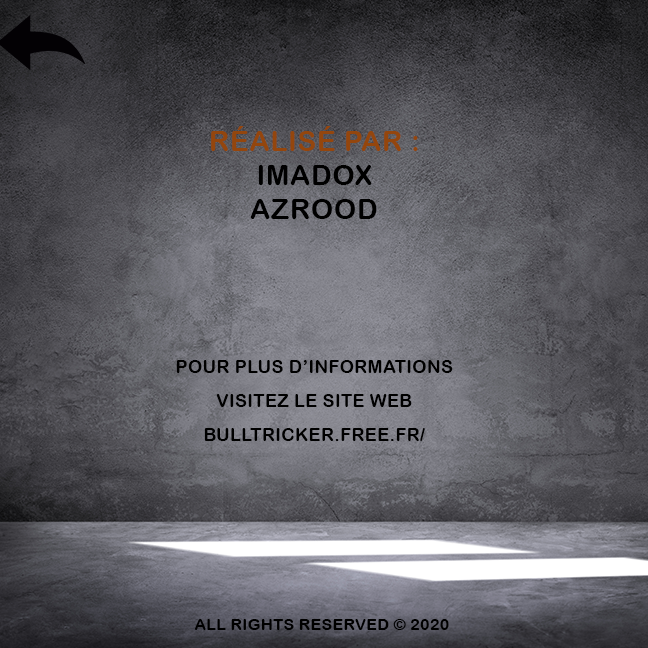 RÉALISÉ PAR :
IMADOX
AZROOD
POUR PLUS D'INFORMATIONS
VISITEZ LE SITE WEB
BULLTRICKER.FREE.FR/
ALL RIGHTS RESERVED © 2020